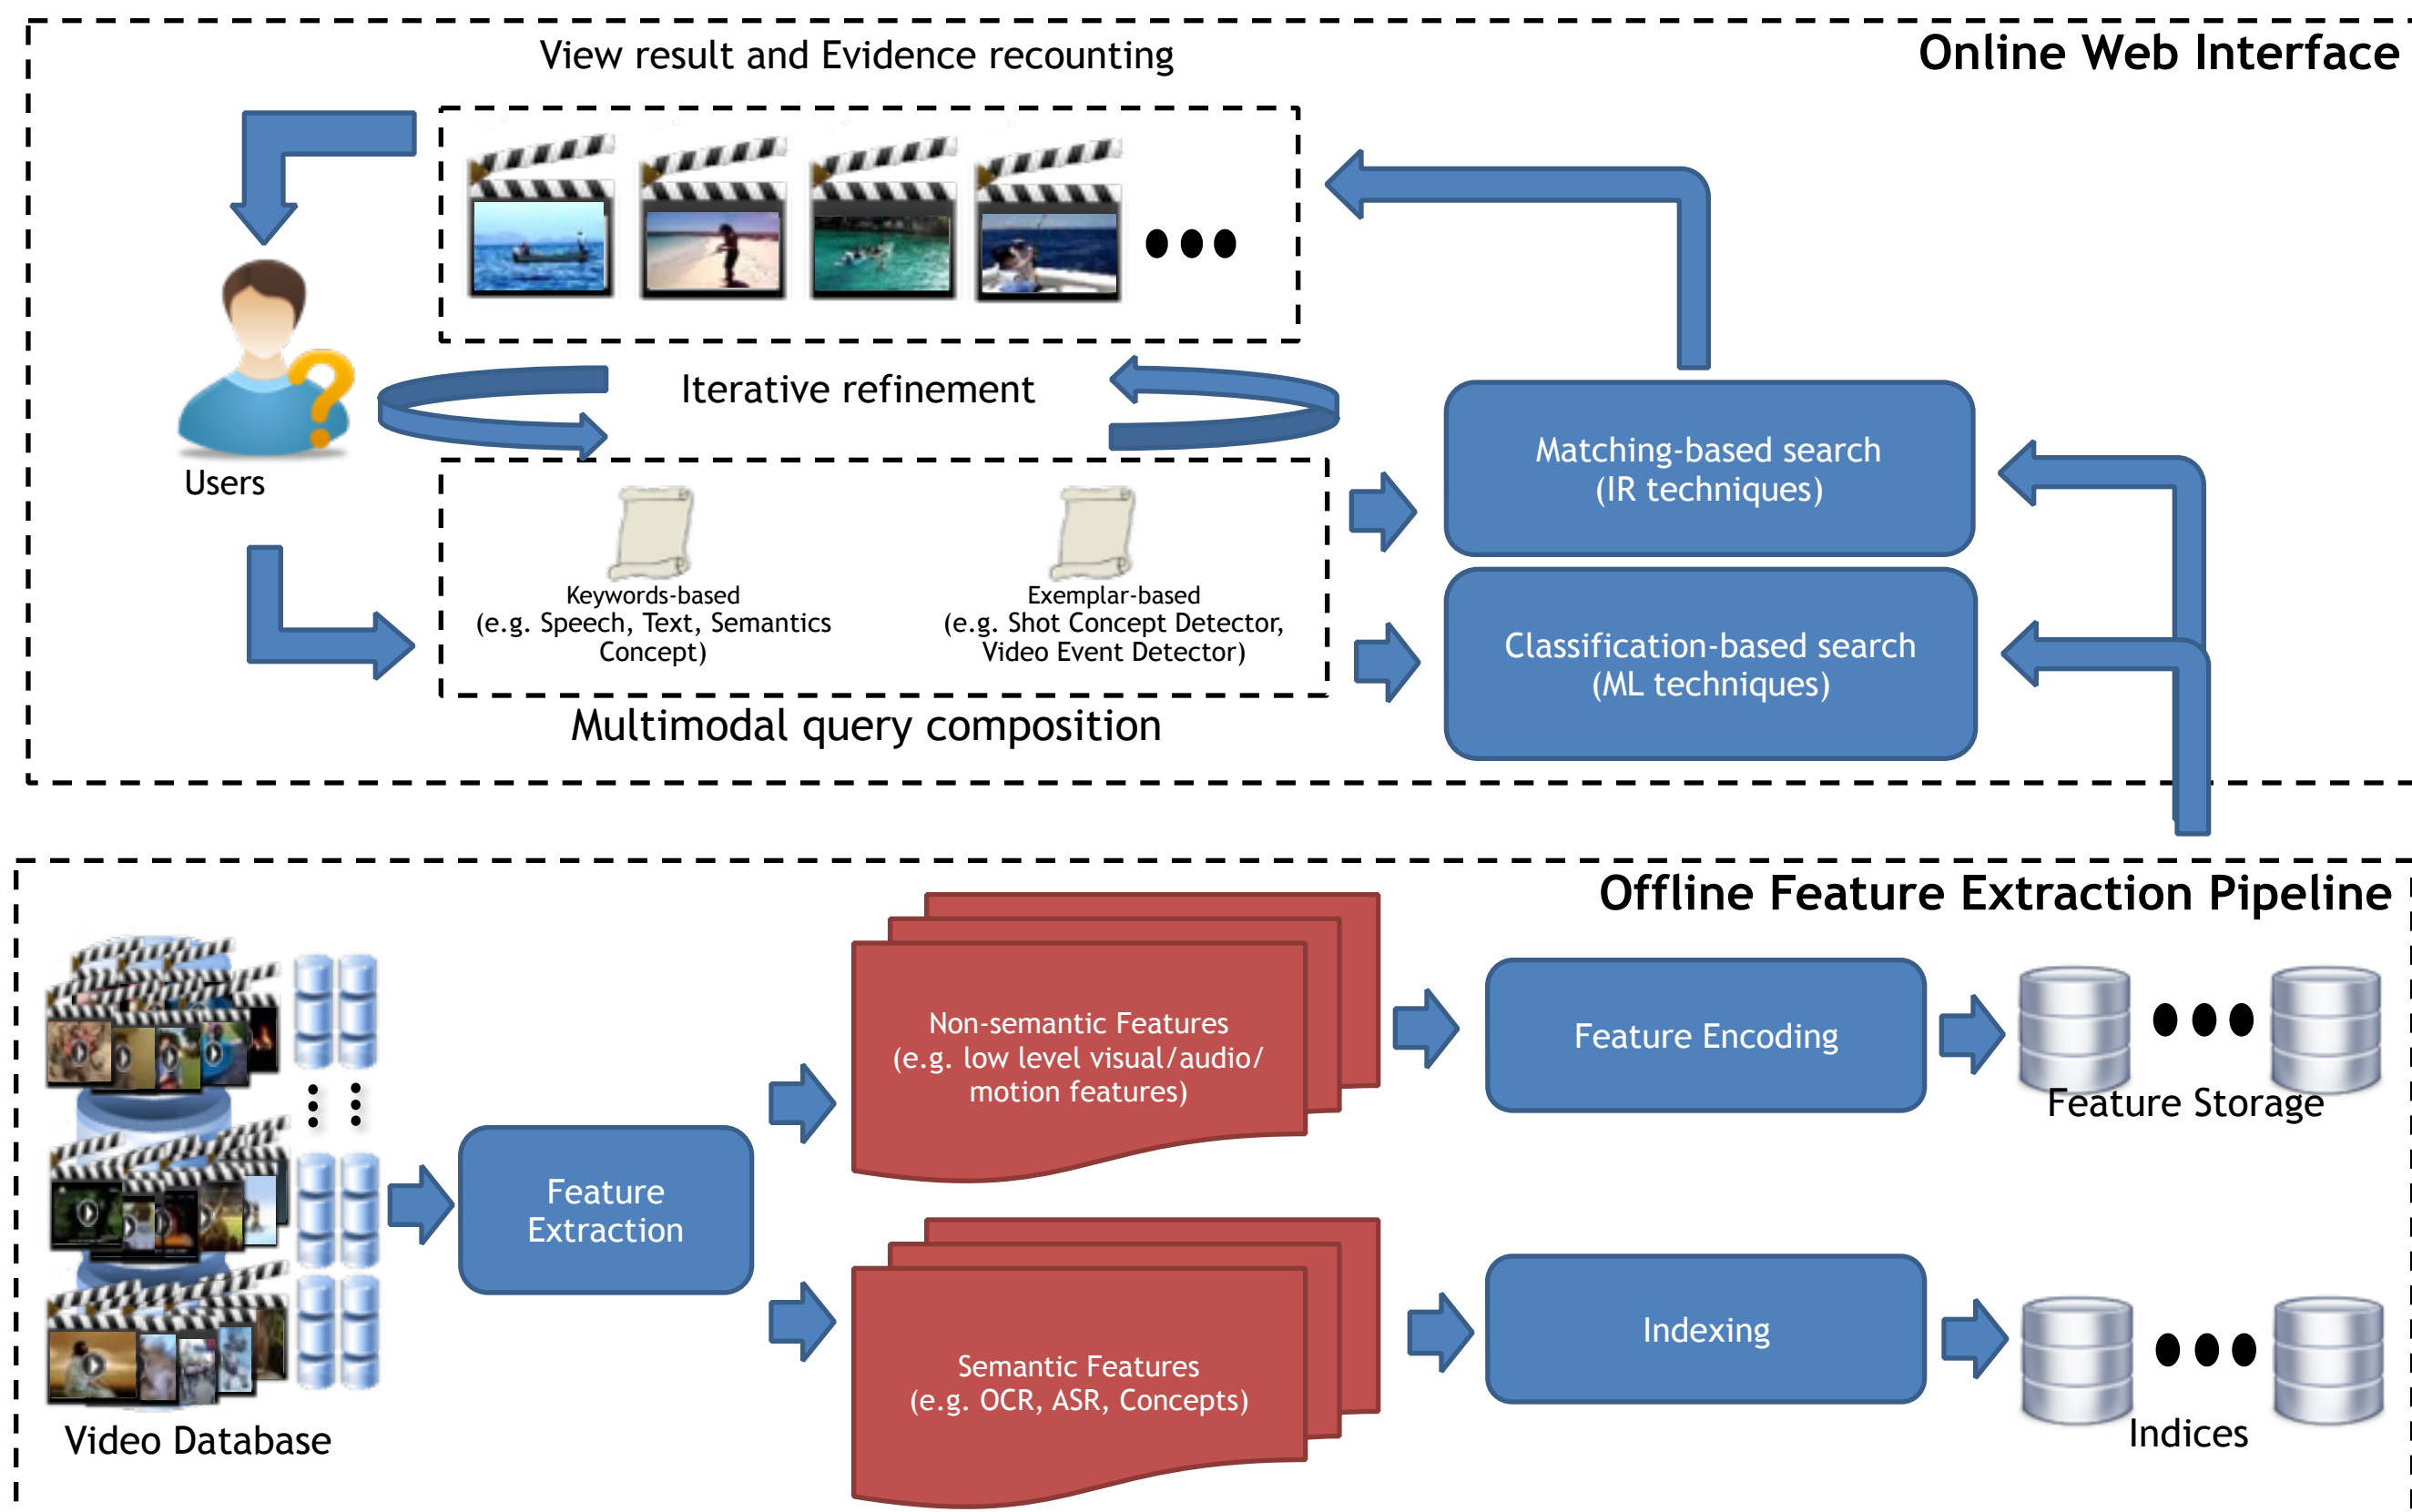 View result and Evidence recounting
Online Web Interface
Iterative refinement
Users
Keywords-based
(e.g. Speech, Text, Semantics
Concept)
Exemplar-based
(e.g. Shot Concept Detector,
Video Event Detector)
Multimodal query composition
Matching-based search
(IR techniques)
Classification-based search
(ML techniques)
Offline Feature Extraction Pipeline
Video Database
Feature
Extraction
Non-semantic Features
(e.g. low level visual/audio/
motion features)
Feature Encoding
Feature Storage
Semantic Features
(e.g. OCR, ASR, Concepts)
Indexing
Indices